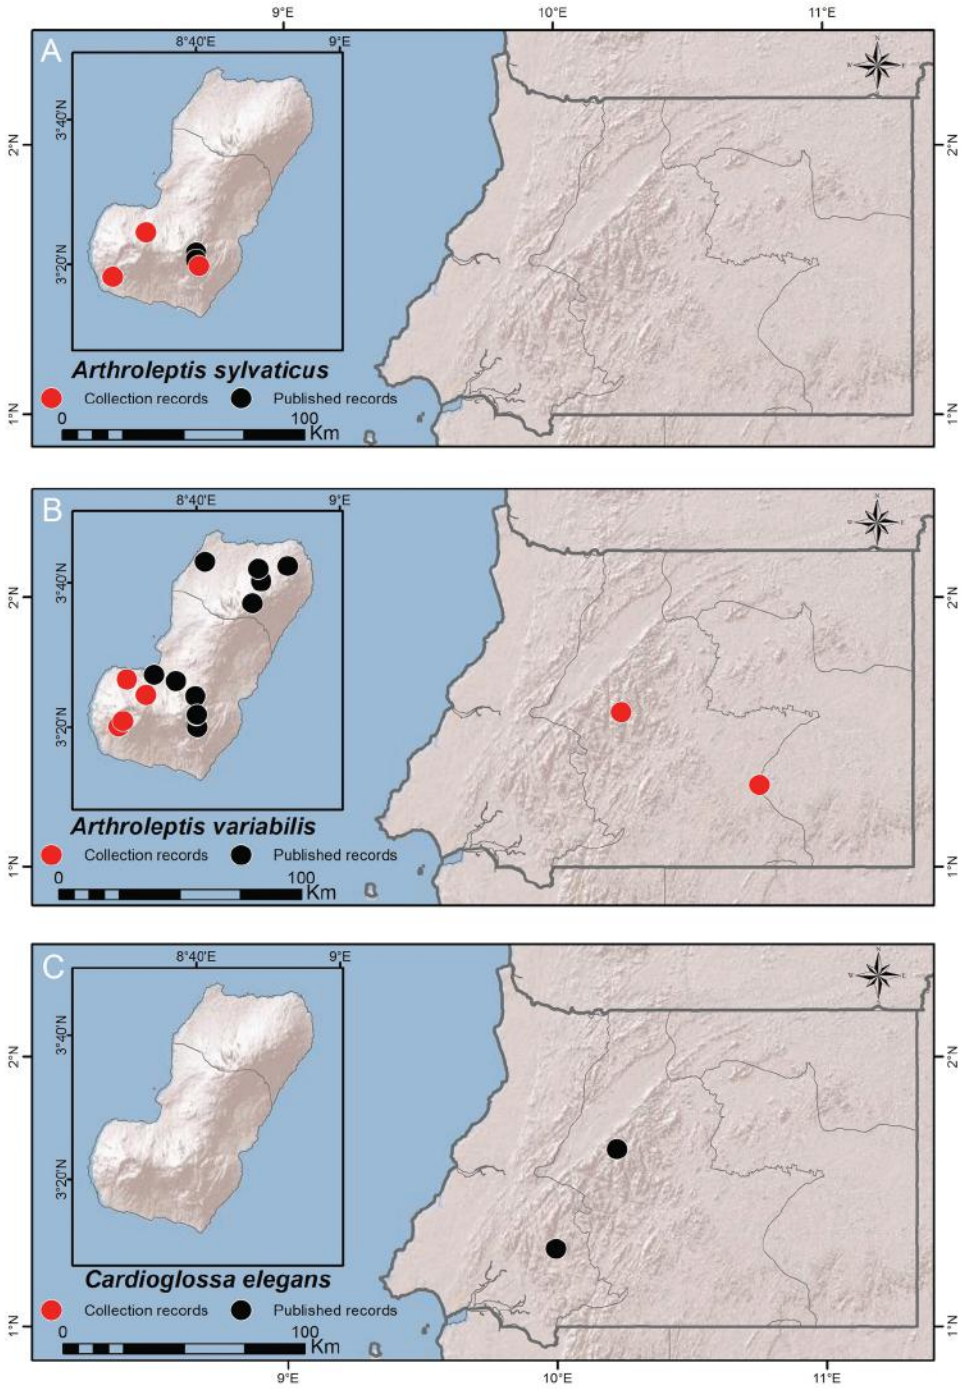 9°E 10°E 11°E
A
8°40'E 9°E
3°40'N
3°20'N
2°N 2°N
1°N 1°N
N
W E
Arthroleptis sylvaticus
Collection records Published records
0 100
Km
B
8°40'E 9°E
3°40'N
3°20'N
2°N 2°N
1°N 1°N
N
W E
Arthroleptis variabilis
Collection records Published records
0 100
Km
C
8°40'E 9°E
3°40'N
3°20'N
2°N 2°N
1°N 1°N
N
W E
Cardioglossa elegans
Collection records Published records
0 100
Km
9°E 10°E 11°E